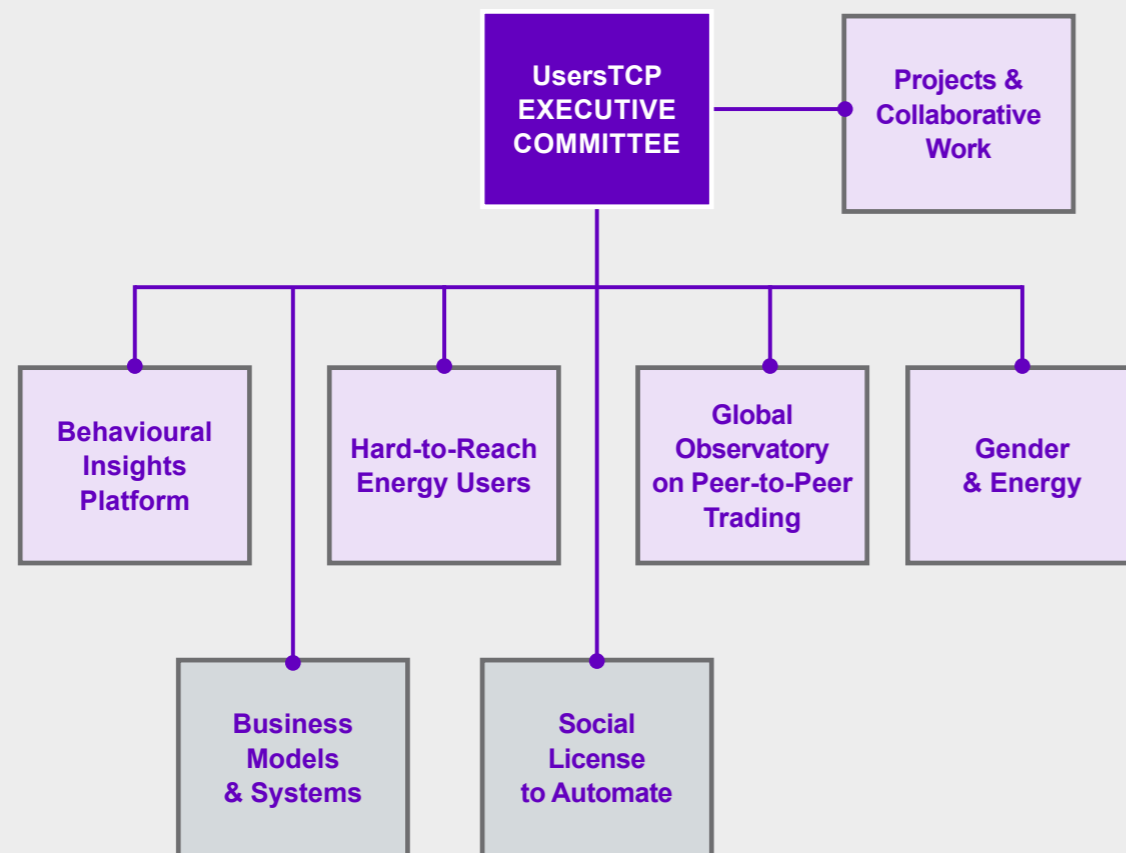 UsersTCP
EXECUTIVE
COMMITTEE
Projects &
Collaborative
Work
Behavioural
Insights
Platform
Hard-to-Reach
Energy Users
Global
Observatory
on Peer-to-Peer
Trading
Gender
& Energy
Business
Models
& Systems
Social
License
to Automate